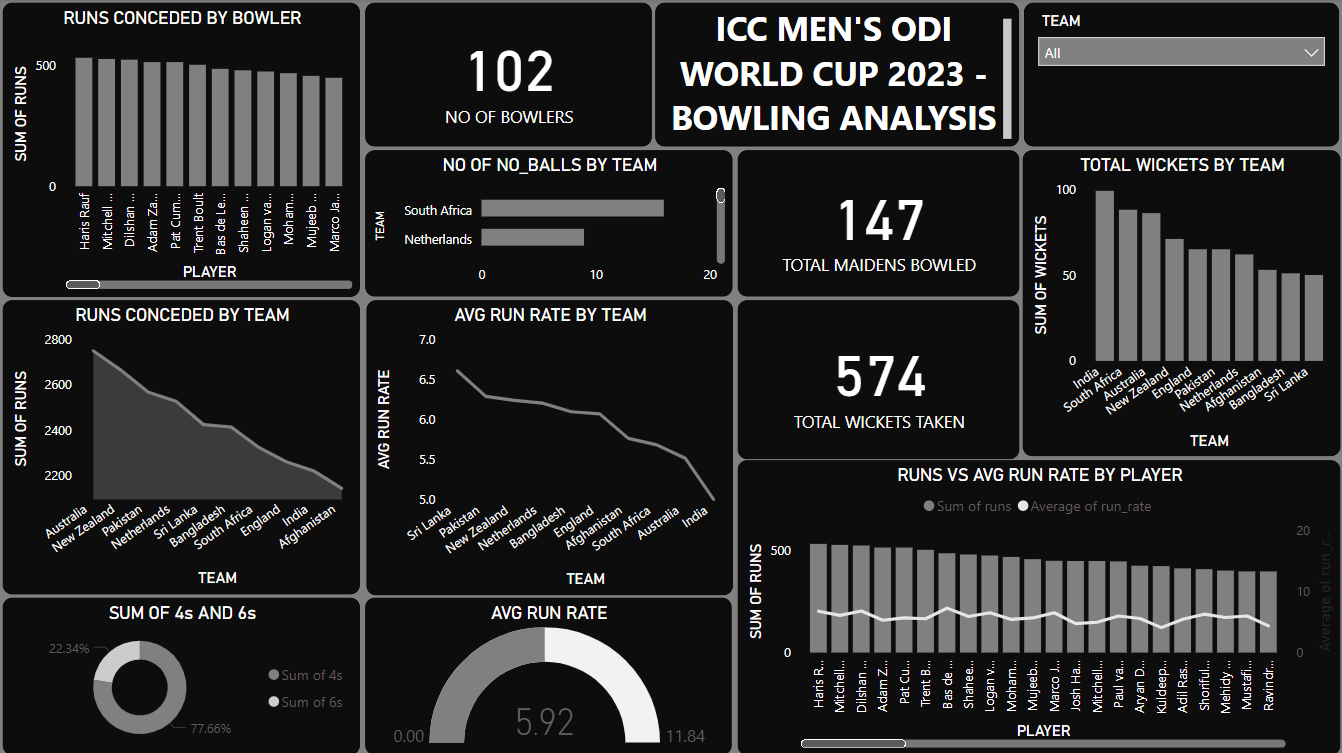 RUNS CONCEDED BY BOWLER
SUM OF RUNS
500
0
Haris Rauf
Mitchell ...
Dilshan ...
Adam Za...
Pat Cum...
Trent Boult
Bas de Le...
Shaheen ...
Logan va...
Moham...
Mujeeb ...
Marco Ja...
PLAYER
102
NO OF BOWLERS
ICC MEN'S ODI
WORLD CUP 2023 -
BOWLING ANALYSIS
TEAM
All
NO OF NO_BALLS BY TEAM
TEAM
South Africa
Netherlands
0
10
20
147
TOTAL MAIDENS BOWLED
TOTAL WICKETS BY TEAM
SUM OF WICKETS
100
50
0
India
South Africa
Australia
New Zealand
England
Pakistan
Netherlands
Afghanistan
Bangladesh
Sri Lanka
TEAM
RUNS CONCEDED BY TEAM
SUM OF RUNS
2800
2600
2400
2200
Australia
New Zealand
Pakistan
Netherlands
Sri Lanka
Bangladesh
South Africa
England
India
Afghanistan
TEAM
AVG RUN RATE BY TEAM
AVG RUN RATE
7.0
6.5
6.0
5.5
5.0
Sri Lanka
Pakistan
New Zealand
Netherlands
Bangladesh
England
Afghanistan
South Africa
Australia
India
TEAM
574
TOTAL WICKETS TAKEN
RUNS VS AVG RUN RATE BY PLAYER
Sum of runs
Average of run_rate
SUM OF RUNS
500
0
20
10
0
Average of run_r...
Haris R...
Mitchell...
Dilshan ...
Adam Z...
Pat Cu...
Trent B...
Bas de ...
Shahee...
Logan v...
Moham...
Mujeeb...
Marco J...
Josh Ha...
Mitchell...
Paul va...
Aryan D...
Kuldeep...
Adil Ras...
Shoriful...
Mehidy ...
Mustafi...
Ravindr...
PLAYER
SUM OF 4s AND 6s
22.34%
77.66%
Sum of 4s
Sum of 6s
AVG RUN RATE
0.00
5.92
11.84